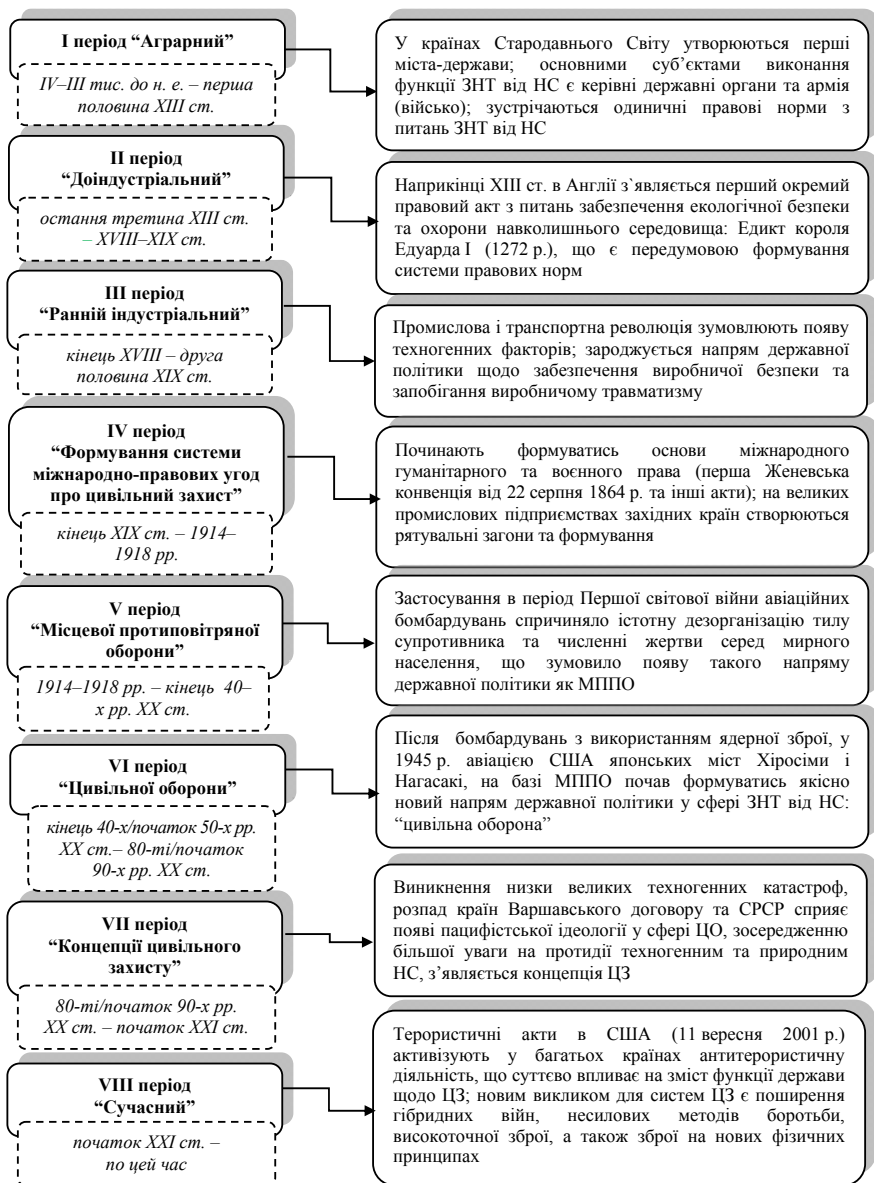 І період “Аграрний”
IV–III тис. до н. е. – перша
половина XIII ст.
У країнах Стародавнього Світу утворюються перші
міста-держави; основними суб’єктами виконання
функції ЗНТ від НС є керівні державні органи та армія
(військо); зустрічаються одиничні правові норми з
питань ЗНТ від НС
ІІ період
“Доіндустріальний”
остання третина XIII ст.
– XVIII–XIX ст.
Наприкінці XIII ст. в Англії з`являється перший окремий
правовий акт з питань забезпечення екологічної безпеки
та охорони навколишнього середовища: Едикт короля
Едуарда І (1272 р.), що є передумовою формування
системи правових норм
ІІІ період
“Ранній індустріальний”
кінець XVIII – друга
половина XIX ст.
Промислова і транспортна революція зумовлюють появу
техногенних факторів; зароджується напрям державної
політики щодо забезпечення виробничої безпеки та
запобігання виробничому травматизму
IV період
“Формування системи
міжнародно-правових угод
про цивільний захист”
кінець XIX ст. – 1914–
1918 рр.
Починають формуватись основи міжнародного
гуманітарного та воєнного права (перша Женевська
конвенція від 22 серпня 1864 р. та інші акти); на великих
промислових підприємствах західних країн створюються
рятувальні загони та формування
V період
“Місцевої протиповітряної
оборони”
1914–1918 рр. – кінець 40–
х рр. XX ст.
Застосування в період Першої світової війни авіаційних
бомбардувань спричиняло істотну дезорганізацію тилу
супротивника та численні жертви серед мирного
населення, що зумовило появу такого напряму
державної політики як МППО
VI період
“Цивільної оборони”
кінець 40-х/початок 50-х рр.
XX ст.– 80-ті/початок
90-х рр. XX ст.
Після бомбардувань з використанням ядерної зброї, у
1945 р. авіацією США японських міст Хіросіми і
Нагасакі, на базі МППО почав формуватись якісно
новий напрям державної політики у сфері ЗНТ від НС:
“цивільна оборона”
VII період
“Концепції цивільного
захисту”
80-ті/початок 90-х рр.
XX ст. – початок XXI ст.
Виникнення низки великих техногенних катастроф,
розпад країн Варшавського договору та СРСР сприяє
появі пацифістської ідеології у сфері ЦО, зосередженню
більшої уваги на протидії техногенним та природним
НС, з’являється концепція ЦЗ
VIII період
“Сучасний”
початок XXI ст. –
по цей час
Терористичні акти в США (11 вересня 2001 р.)
активізують у багатьох країнах антитерористичну
діяльність, що суттєво впливає на зміст функції держави
щодо ЦЗ; новим викликом для систем ЦЗ є поширення
гібридних війн, несилових методів боротьби,
високоточної зброї, а також зброї на нових фізичних
принципах